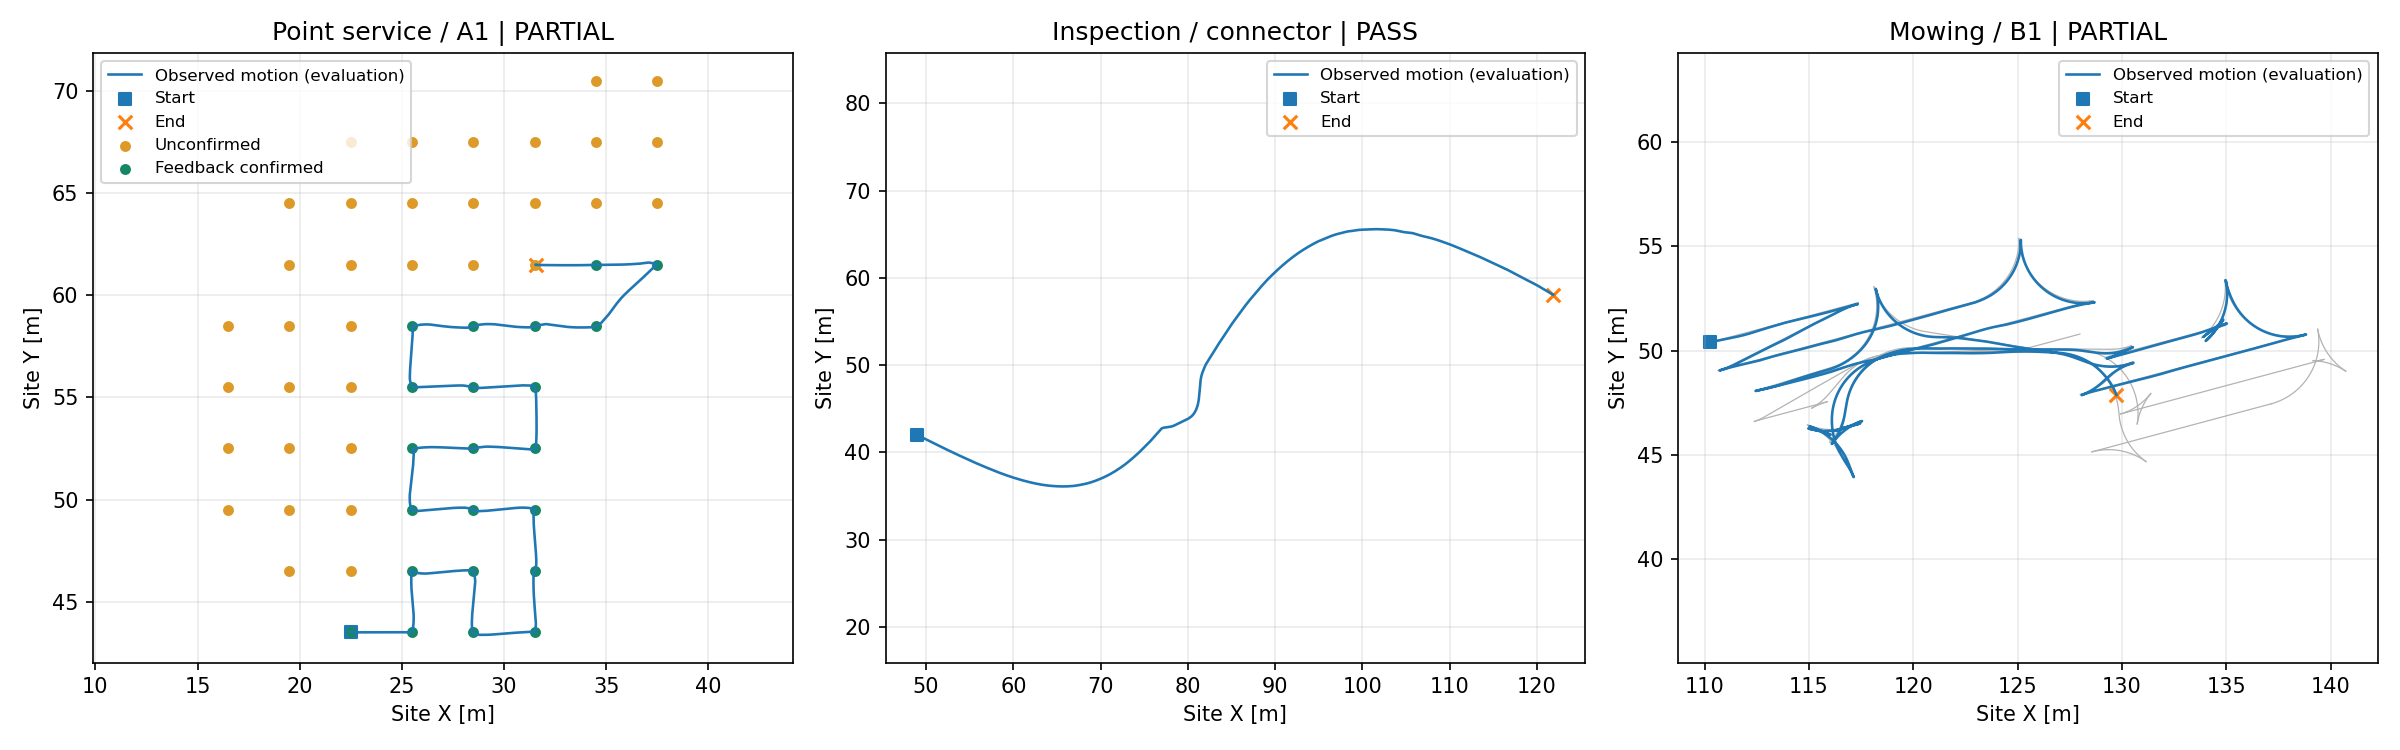 Point service / A1 | PARTIAL
Observed motion (evaluation)
Start
End
Unconfirmed
Feedback confirmed
70
65
60
55
50
45
10
15
20
25
30
35
40
Site X [m]
Site Y [m]
Inspection / connector | PASS
Observed motion (evaluation)
Start
End
80
70
60
50
40
30
20
50
60
70
80
90
100
110
120
Site X [m]
Site Y [m]
Mowing / B1 | PARTIAL
Observed motion (evaluation)
Start
End
60
55
50
45
40
110
115
120
125
130
135
140
Site X [m]
Site Y [m]